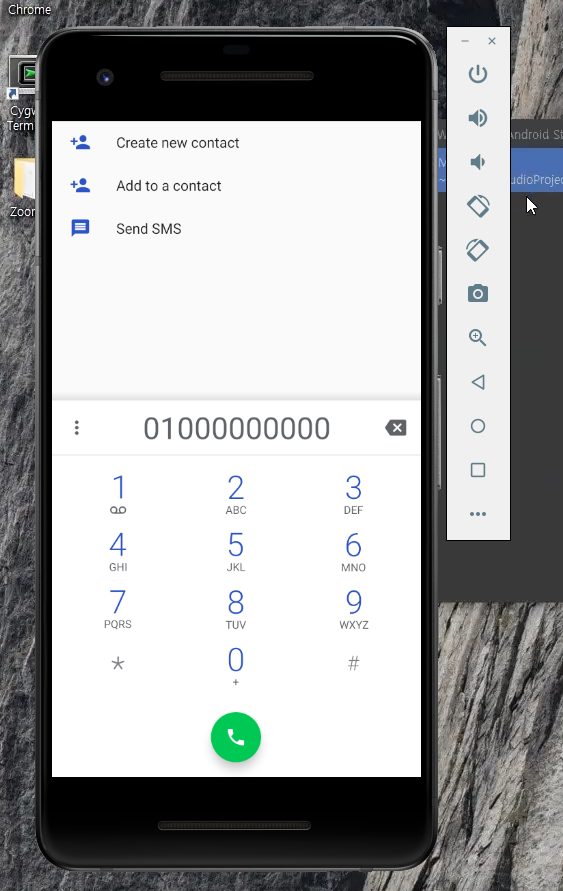 Chrome
Cygw
Term
Zoor
W
Android St
M
~
udioProjec
Create new contact
Add to a contact
Send SMS
01000000000
1
2
ABC
3
DEF
4
GHI
5
JKL
6
MNO
7
PQRS
8
TUV
9
WXYZ
*
0
+
#